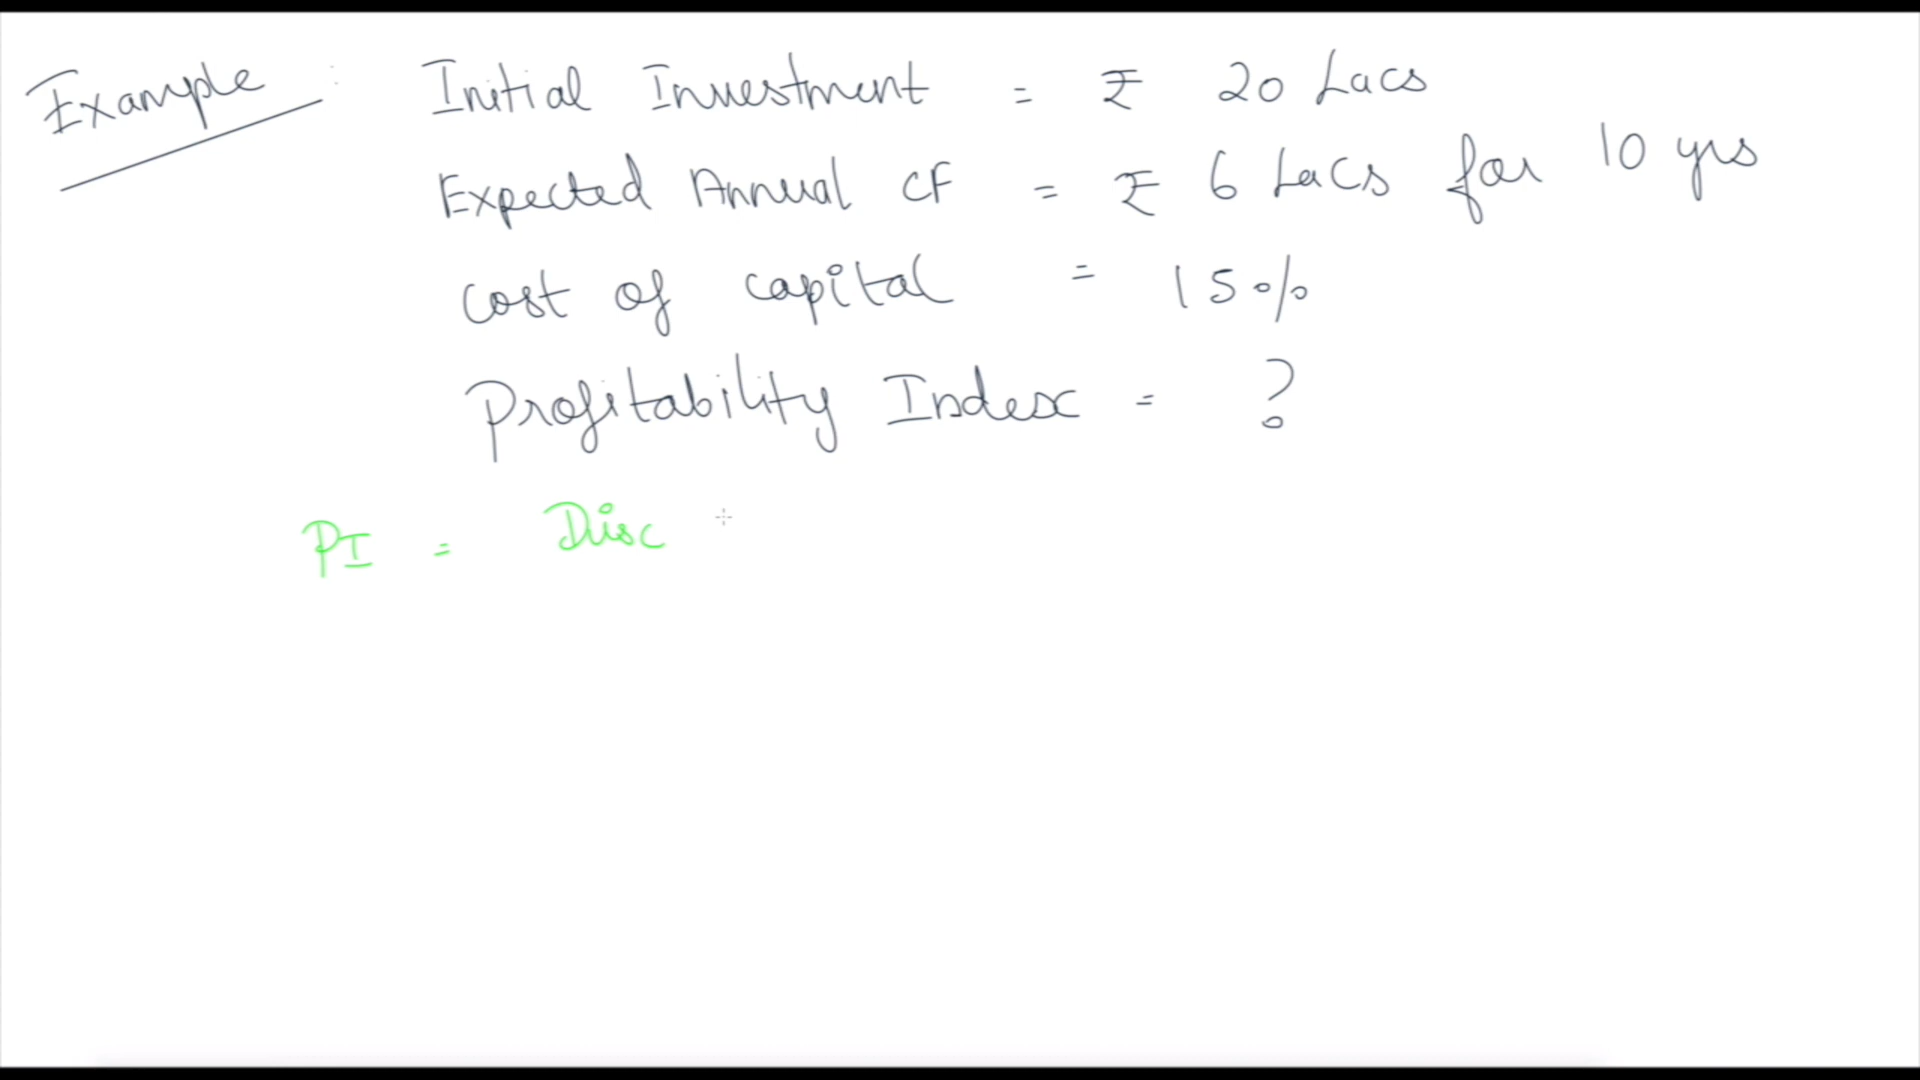 Example : Initial Investment = ₹ 20 Lacs
Expected Annual CF = ₹ 6 Lacs for 10 yrs
Cost of capital = 15%
Profitability Index = ?
PI = Disc